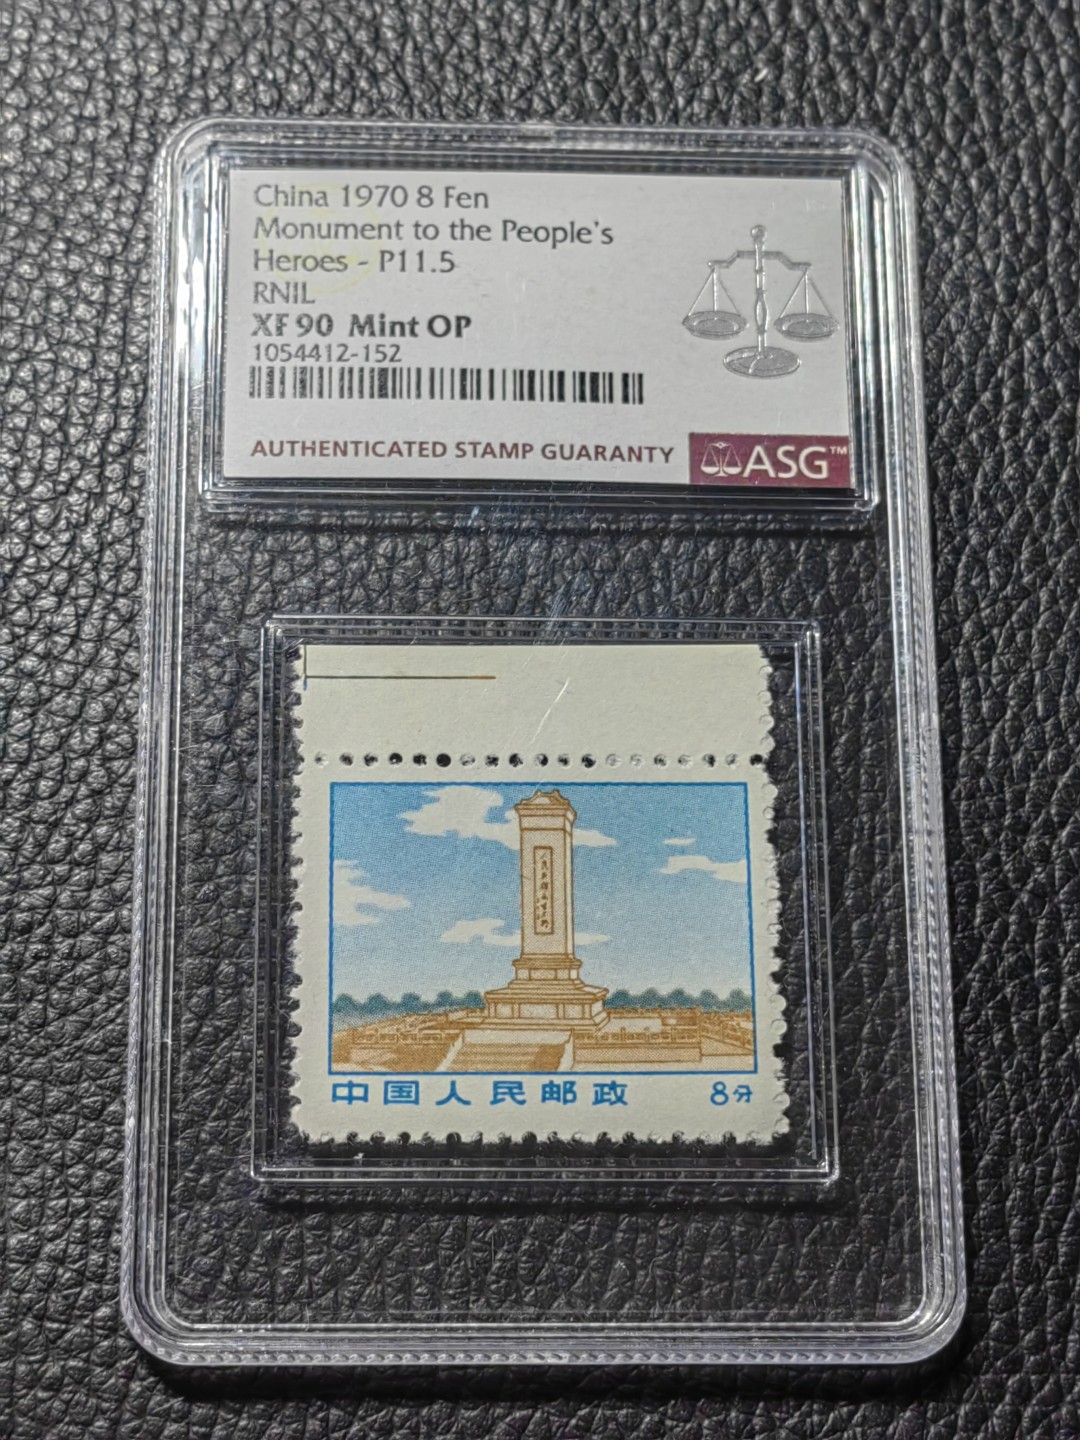 China 1970 8 Fen
Monument to the People's
Heroes - P11.5
RNIL
XF 90 Mint OP
1054412-152
AUTHENTICATED STAMP GUARANTY
ASG™
中国人民邮政
8分